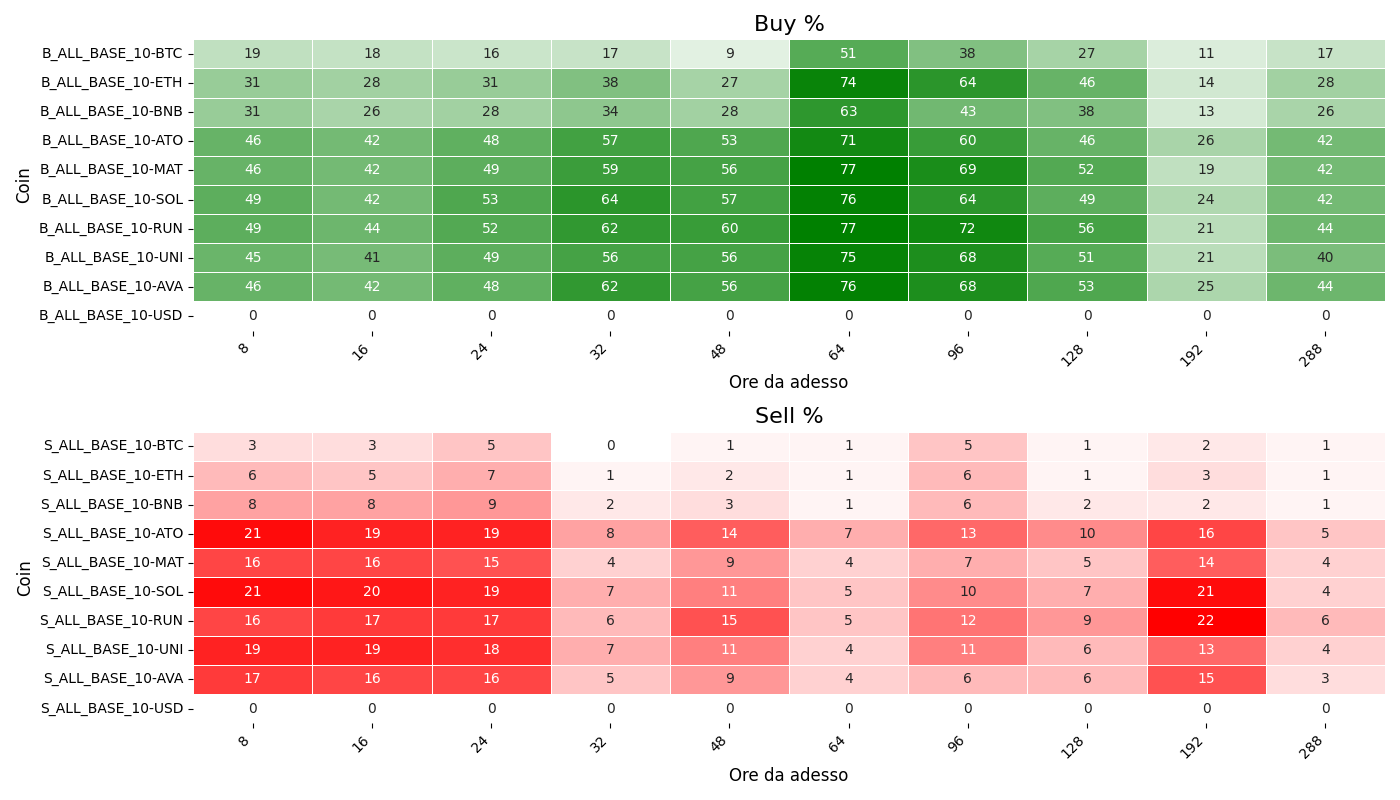 Buy %
Coin
B_ALL_BASE_10-BTC 19 18 16 17 9 51 38 27 11 17
B_ALL_BASE_10-ETH 31 28 31 38 27 74 64 46 14 28
B_ALL_BASE_10-BNB 31 26 28 34 28 63 43 38 13 26
B_ALL_BASE_10-ATO 46 42 48 57 53 71 60 46 26 42
B_ALL_BASE_10-MAT 46 42 49 59 56 77 69 52 19 42
B_ALL_BASE_10-SOL 49 42 53 64 57 76 64 49 24 42
B_ALL_BASE_10-RUN 49 44 52 62 60 77 72 56 21 44
B_ALL_BASE_10-UNI 45 41 49 56 56 75 68 51 21 40
B_ALL_BASE_10-AVA 46 42 48 62 56 76 68 53 25 44
B_ALL_BASE_10-USD 0 0 0 0 0 0 0 0 0 0
8 16 24 32 48 64 96 128 192 288
Ore da adesso
Sell %
Coin
S_ALL_BASE_10-BTC 3 3 5 0 1 1 5 1 2 1
S_ALL_BASE_10-ETH 6 5 7 1 2 1 6 1 3 1
S_ALL_BASE_10-BNB 8 8 9 2 3 1 6 2 2 1
S_ALL_BASE_10-ATO 21 19 19 8 14 7 13 10 16 5
S_ALL_BASE_10-MAT 16 16 15 4 9 4 7 5 14 4
S_ALL_BASE_10-SOL 21 20 19 7 11 5 10 7 21 4
S_ALL_BASE_10-RUN 16 17 17 6 15 5 12 9 22 6
S_ALL_BASE_10-UNI 19 19 18 7 11 4 11 6 13 4
S_ALL_BASE_10-AVA 17 16 16 5 9 4 6 6 15 3
S_ALL_BASE_10-USD 0 0 0 0 0 0 0 0 0 0
8 16 24 32 48 64 96 128 192 288
Ore da adesso